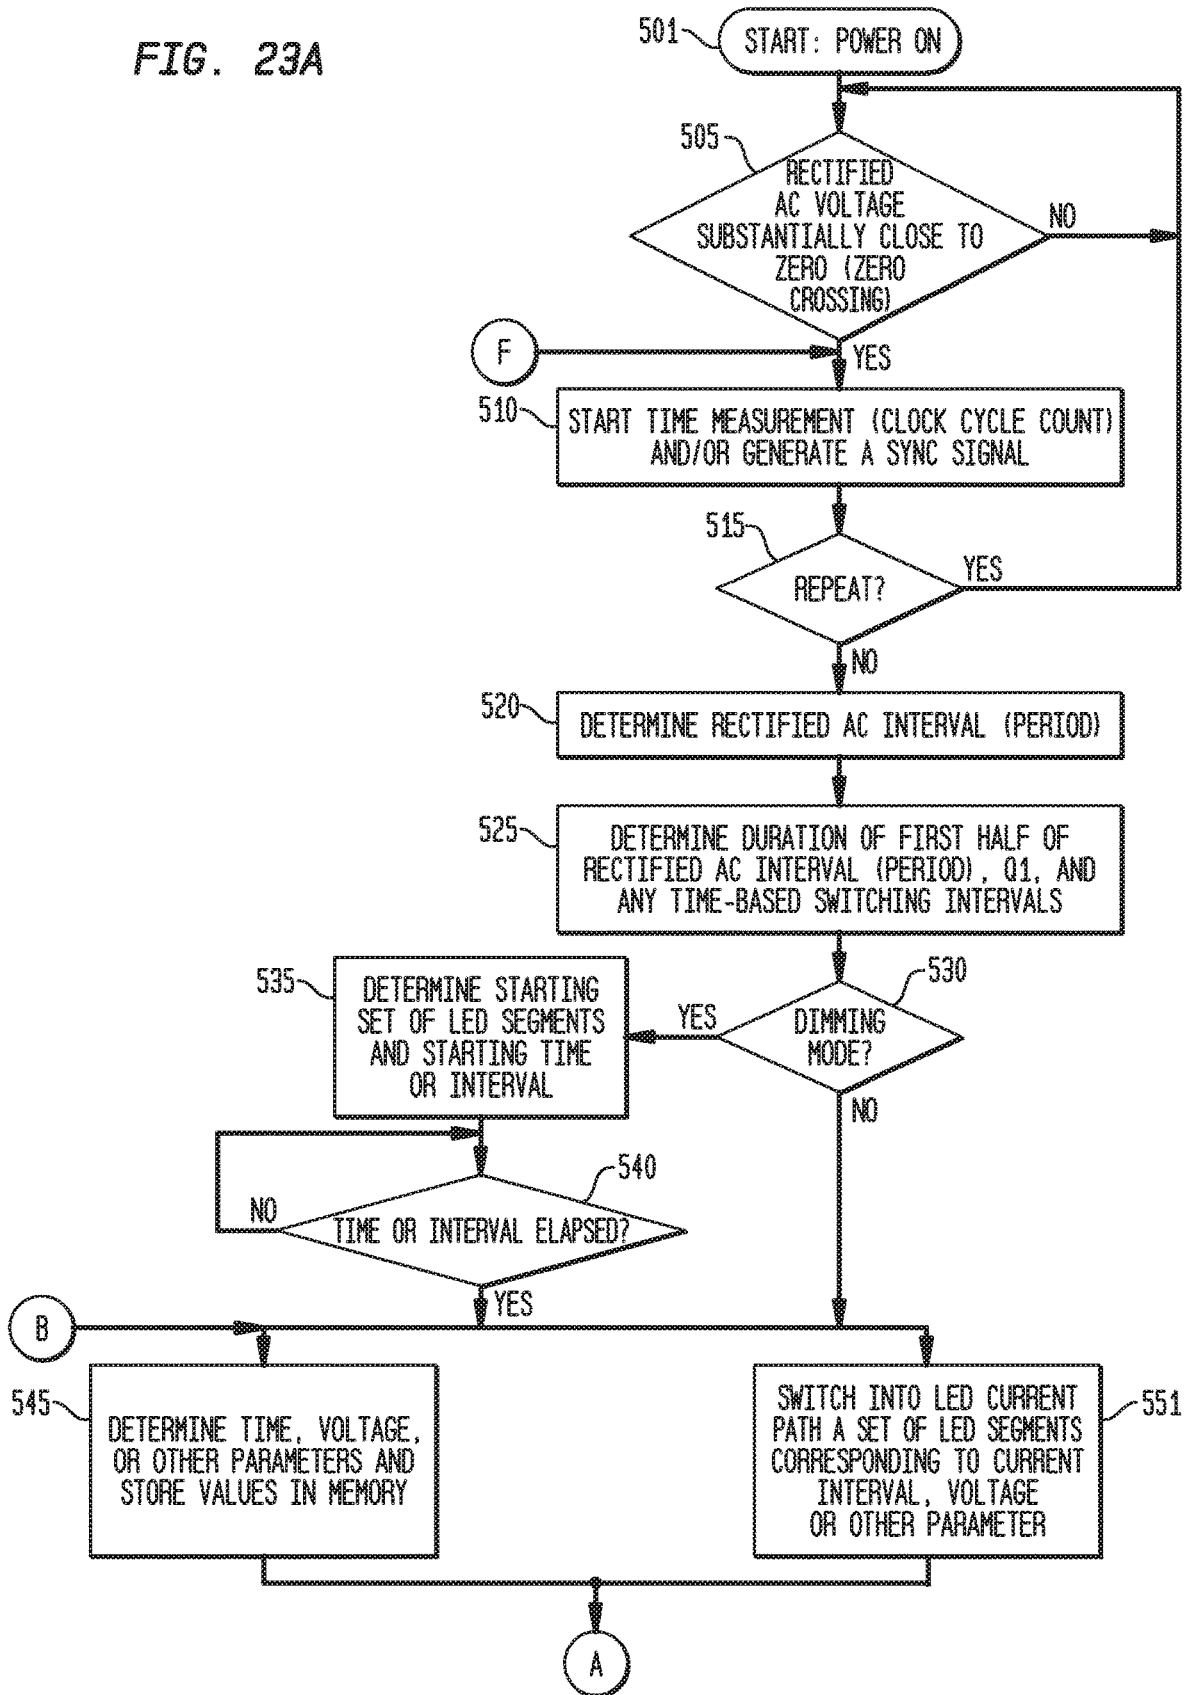 FIG. 23A
501
START: POWER ON
505
RECTIFIED
AC VOLTAGE
SUBSTANTIALLY CLOSE TO
ZERO (ZERO
CROSSING)
NO
F
YES
510
START TIME MEASUREMENT (CLOCK CYCLE COUNT)
AND/OR GENERATE A SYNC SIGNAL
515
REPEAT?
YES
NO
520
DETERMINE RECTIFIED AC INTERVAL (PERIOD)
525
DETERMINE DURATION OF FIRST HALF OF
RECTIFIED AC INTERVAL (PERIOD), Q1, AND
ANY TIME-BASED SWITCHING INTERVALS
530
DIMMING
MODE?
YES
NO
535
DETERMINE STARTING
SET OF LED SEGMENTS
AND STARTING TIME
OR INTERVAL
540
TIME OR INTERVAL ELAPSED?
NO
YES
B
545
DETERMINE TIME, VOLTAGE,
OR OTHER PARAMETERS AND
STORE VALUES IN MEMORY
551
SWITCH INTO LED CURRENT
PATH A SET OF LED SEGMENTS
CORRESPONDING TO CURRENT
INTERVAL, VOLTAGE
OR OTHER PARAMETER
A